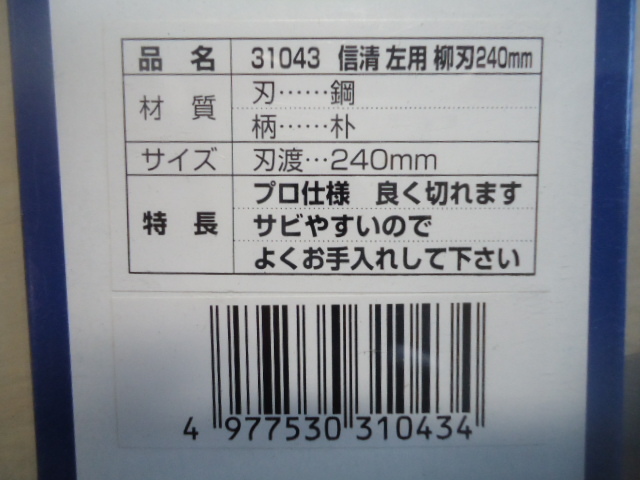 品名 31043 信清 左用 柳刃240mm
材質 刃……鋼
柄……朴
サイズ 刃渡…240mm
特長 プロ仕様 良く切れます
サビやすいので
よくお手入れして下さい
4 977530 310434